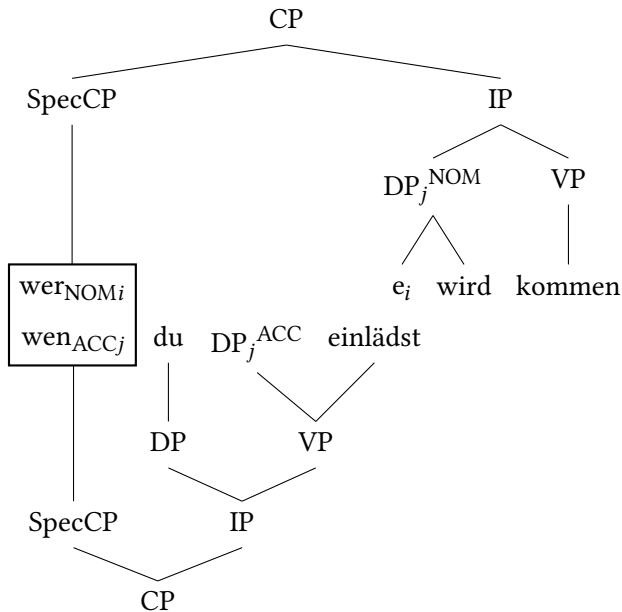 CP
SpecCP IP
DP_j^NOM VP
wer_NOMi e_i wird kommen
wen_ACCj du DP_j^ACC einlädst
DP VP
SpecCP IP
CP